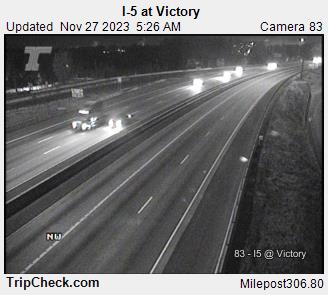 I-5 at Victory
Updated Nov 27 2023 5:26 AM Camera 83
T
NW
83 - I5 @ Victory
TripCheck.com Milepost306.80